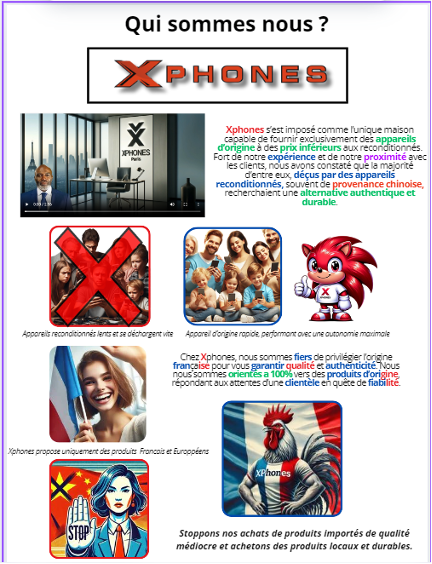 Qui sommes nous ?
XPHONES
XPHONES
Paris
Xphones s'est imposé comme l'unique maison
capable de fournir exclusivement des appareils
d'origine à des prix inférieurs aux reconditionnés.
Fort de notre expérience et de notre proximité avec
les clients, nous avons constaté que la majorité
d'entre eux, déçus par des appareils
reconditionnés, souvent de provenance chinoise,
recherchaient une alternative authentique et
durable.
X
Appareils reconditionnés lents et se déchargent vite
Appareil d'origine rapide, performant avec une autonomie maximale
Chez Xphones, nous sommes fiers de privilégier l'origine
française pour vous garantir qualité et authenticité. Nous
nous sommes orientés a 100% vers des produits d'origine,
répondant aux attentes d'une clientèle en quête de fiabilité.
Xphones propose uniquement des produits Francais et Européens
XPhones
STOP
Stoppons nos achats de produits importés de qualité
médiocre et achetons des produits locaux et durables.